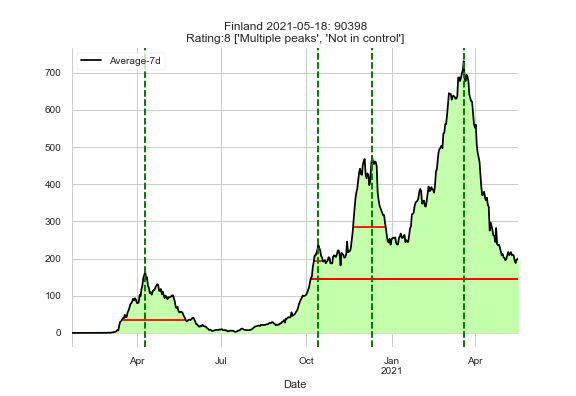 Finland 2021-05-18: 90398
Rating:8 ['Multiple peaks', 'Not in control']
Average-7d
700
600
500
400
300
200
100
0
Apr Jul Oct Jan Apr
2021
Date